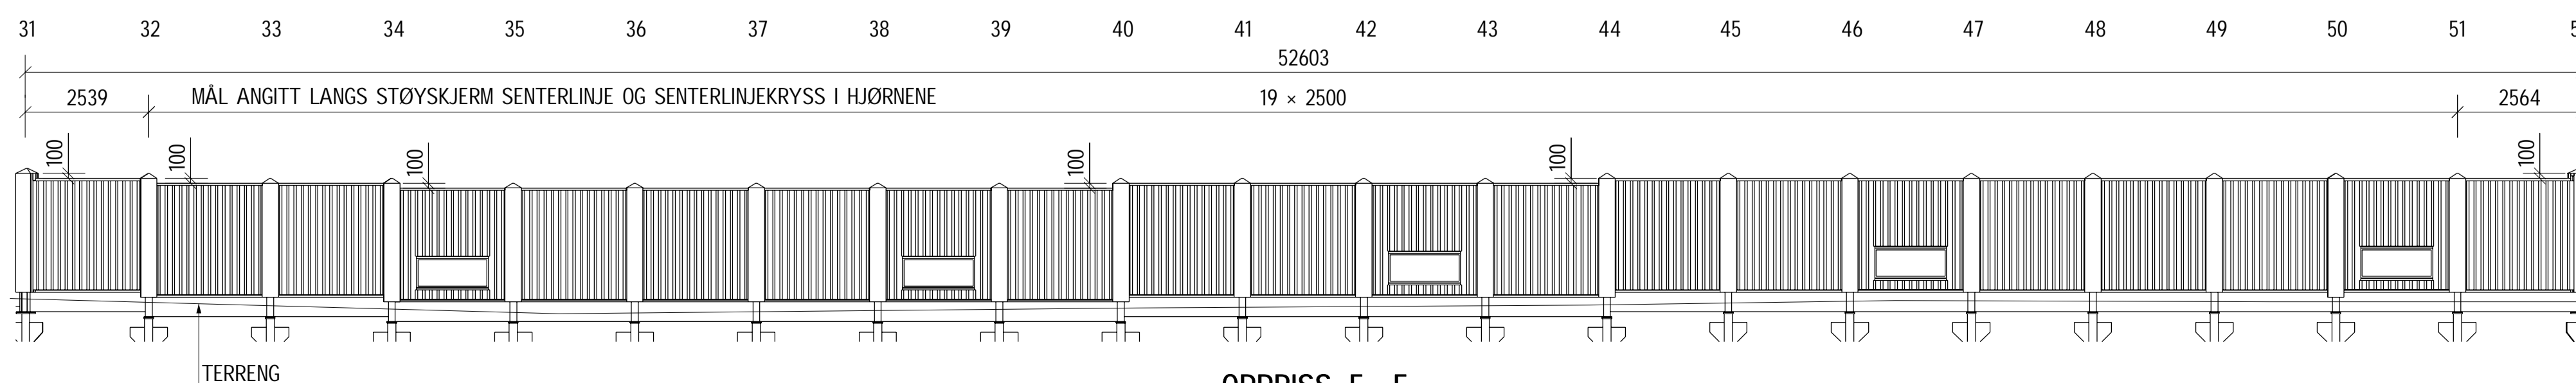 31 32 33 34 35 36 37 38 39 40 41 42 43 44 45 46 47 48 49 50 51
52603
2539 MÅL ANGITT LANGS STØYSKJERM SENTERLINJE OG SENTERLINJEKRYSS I HJØRNENE 19 × 2500 2564
100 100 100 100 100 100
TERRENG